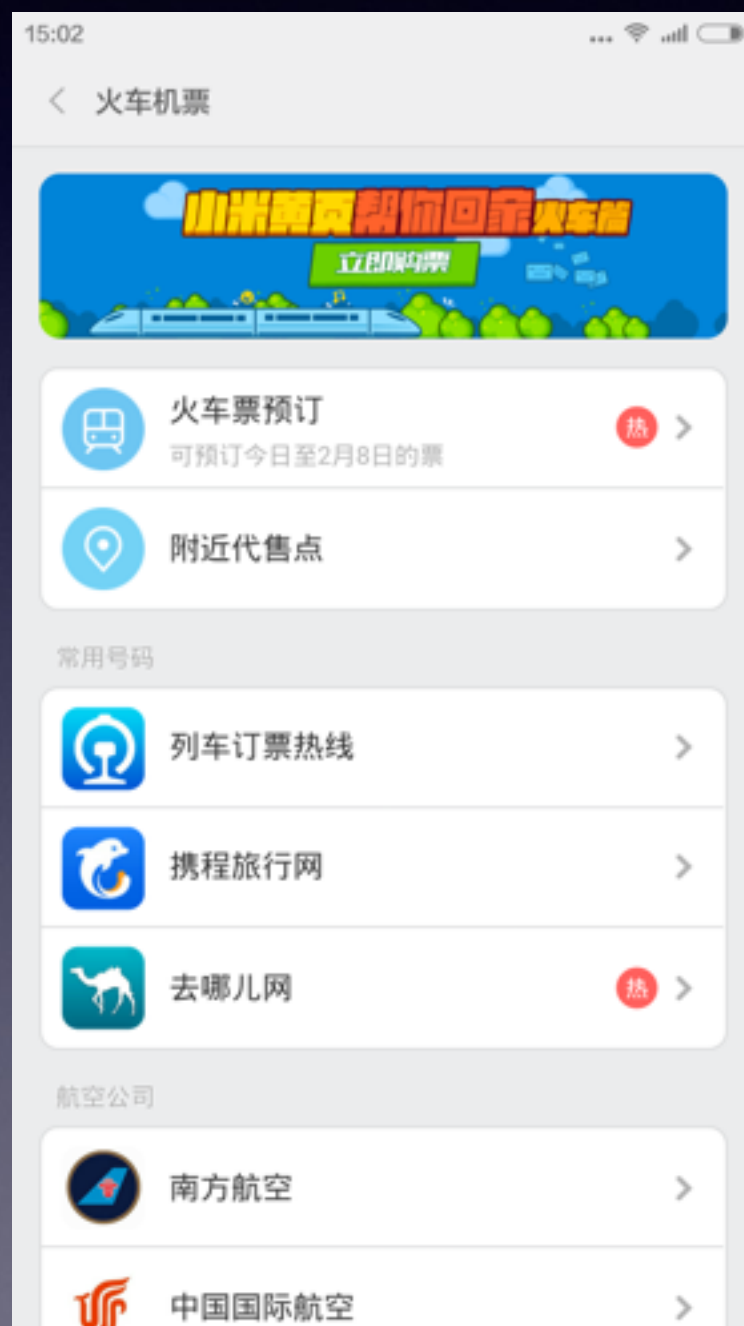 15:02
火车机票
小米黄页帮你回家火车篇
立即购票
火车票预订
热
可预订今日至2月8日的票
附近代售点
常用号码
列车订票热线
携程旅行网
去哪儿网
热
航空公司
南方航空
中国国际航空